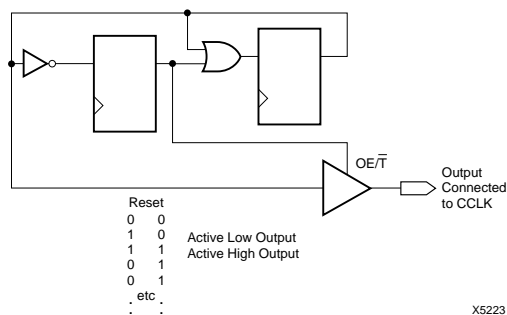 OE/T̅
Output
Connected
to CCLK
Reset
0 0
1 0 Active Low Output
1 1 Active High Output
0 1
0 1
. etc .
. .
X5223